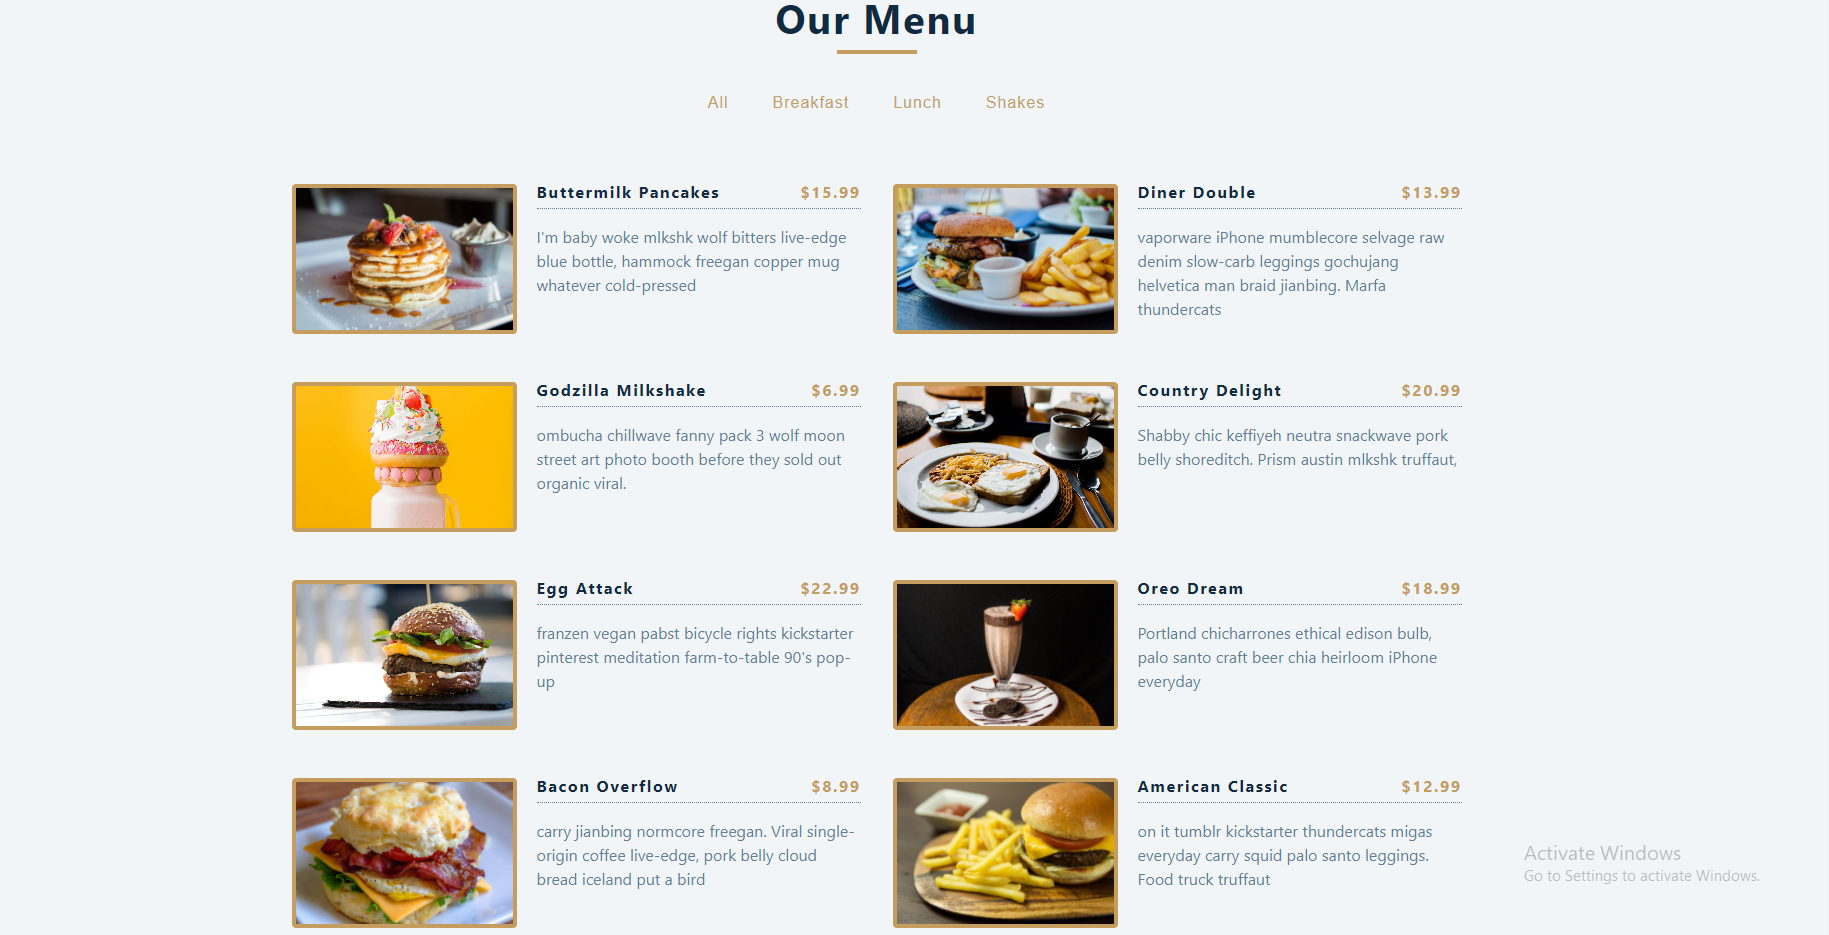 Our Menu
All
Breakfast
Lunch
Shakes
Buttermilk Pancakes
$15.99
I'm baby woke mlkshk wolf bitters live-edge
blue bottle, hammock freegan copper mug
whatever cold-pressed
Diner Double
$13.99
vaporware iPhone mumblecore selvage raw
denim slow-carb leggings gochujang
helvetica man braid jianbing. Marfa
thundercats
Godzilla Milkshake
$6.99
ombucha chillwave fanny pack 3 wolf moon
street art photo booth before they sold out
organic viral.
Country Delight
$20.99
Shabby chic keffiyeh neutra snackwave pork
belly shoreditch. Prism austin mlkshk truffaut,
Egg Attack
$22.99
franzen vegan pabst bicycle rights kickstarter
pinterest meditation farm-to-table 90's pop-
up
Oreo Dream
$18.99
Portland chicharrones ethical edison bulb,
palo santo craft beer chia heirloom iPhone
everyday
Bacon Overflow
$8.99
carry jianbing normcore freegan. Viral single-
origin coffee live-edge, pork belly cloud
bread iceland put a bird
American Classic
$12.99
on it tumblr kickstarter thundercats migas
everyday carry squid palo santo leggings.
Food truck truffaut
Activate Windows
Go to Settings to activate Windows.